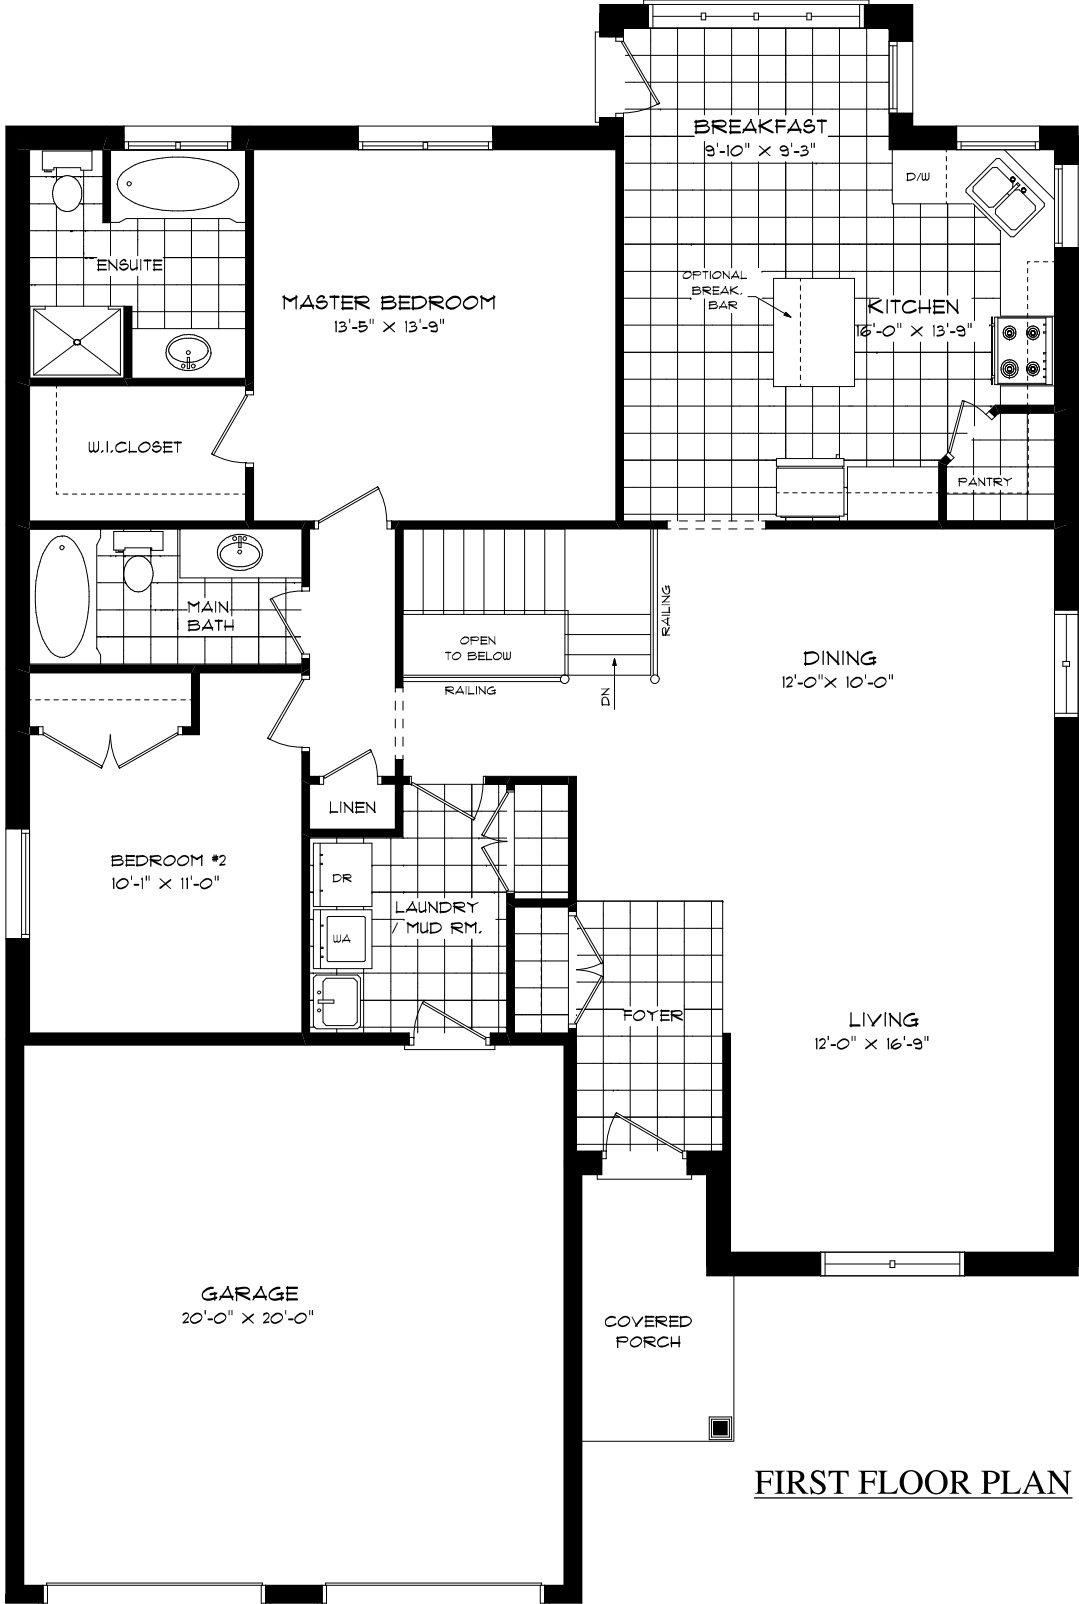 BREAKFAST
9'-10" X 9'-3"
D/W
ENSUITE
OPTIONAL
BREAK.
BAR
MASTER BEDROOM
13'-5" X 13'-9"
KITCHEN
16'-0" X 13'-9"
W.I.CLOSET
PANTRY
MAIN
BATH
RAILING
OPEN
TO BELOW
DINING
12'-0"X 10'-0"
RAILING
DN
LINEN
BEDROOM #2
10'-1" X 11'-0"
DR
LAUNDRY
/ MUD RM.
WA
FOYER
LIVING
12'-0" X 16'-9"
GARAGE
20'-0" X 20'-0"
COVERED
PORCH
FIRST FLOOR PLAN